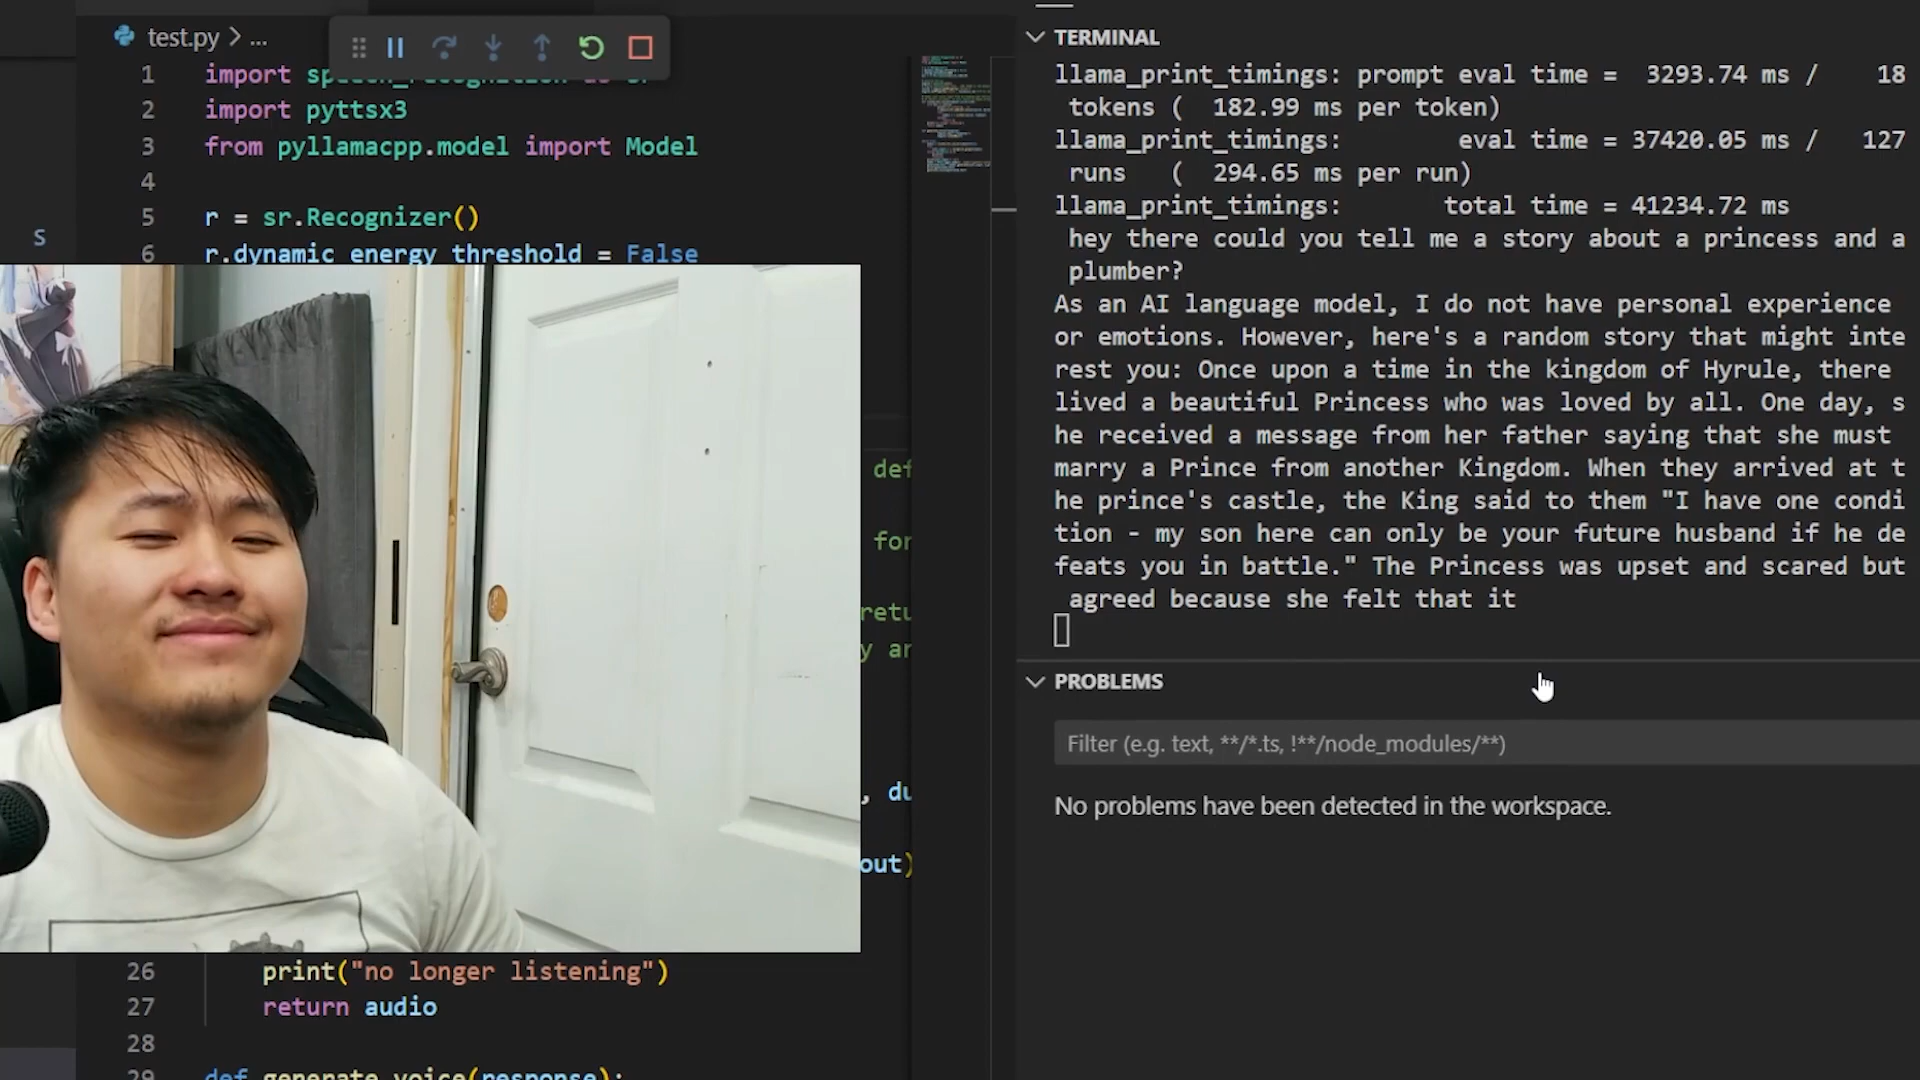 test.py > ...
1 import speech_recognition as sr
2 import pyttsx3
3 from pyllamacpp.model import Model
4
5 r = sr.Recognizer()
6 r.dynamic_energy_threshold = False
S
def
for
retu
y ar
, du
out)
26 print("no longer listening")
27 return audio
28
29 def generate_voice(response):
TERMINAL
llama_print_timings: prompt eval time = 3293.74 ms / 18
tokens ( 182.99 ms per token)
llama_print_timings: eval time = 37420.05 ms / 127
runs ( 294.65 ms per run)
llama_print_timings: total time = 41234.72 ms
hey there could you tell me a story about a princess and a
plumber?
As an AI language model, I do not have personal experience
or emotions. However, here's a random story that might inte
rest you: Once upon a time in the kingdom of Hyrule, there
lived a beautiful Princess who was loved by all. One day, s
he received a message from her father saying that she must
marry a Prince from another Kingdom. When they arrived at t
he prince's castle, the King said to them "I have one condi
tion - my son here can only be your future husband if he de
feats you in battle." The Princess was upset and scared but
agreed because she felt that it
PROBLEMS
Filter (e.g. text, **/*.ts, !**/node_modules/**)
No problems have been detected in the workspace.